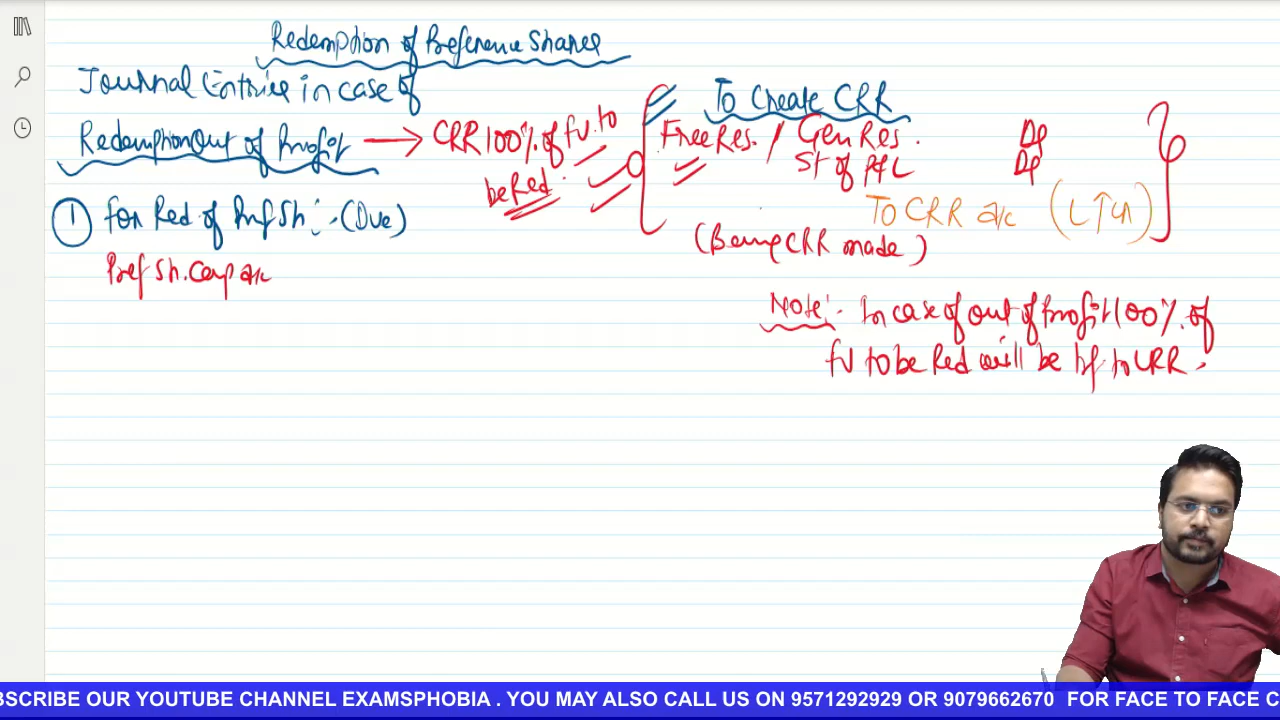 Redemption of Preference Shares
Journal Entries in case of
Redemption Out of Profit → CRR 100% of FV to
be Red.
① For Red of Pref Sh :- (Due)
Pref Sh. Cap a/c
To Create CRR
Free Res. / Gen Res. Dr
St of P&L Dr
To CRR a/c (L↑in)
(Being CRR made)
Note:- In case of out of Profit 100% of
FV to be Red will be trf to CRR.
BSCRIBE OUR YOUTUBE CHANNEL EXAMSPHOBIA . YOU MAY ALSO CALL US ON 9571292929 OR 9079662670 FOR FACE TO FACE C